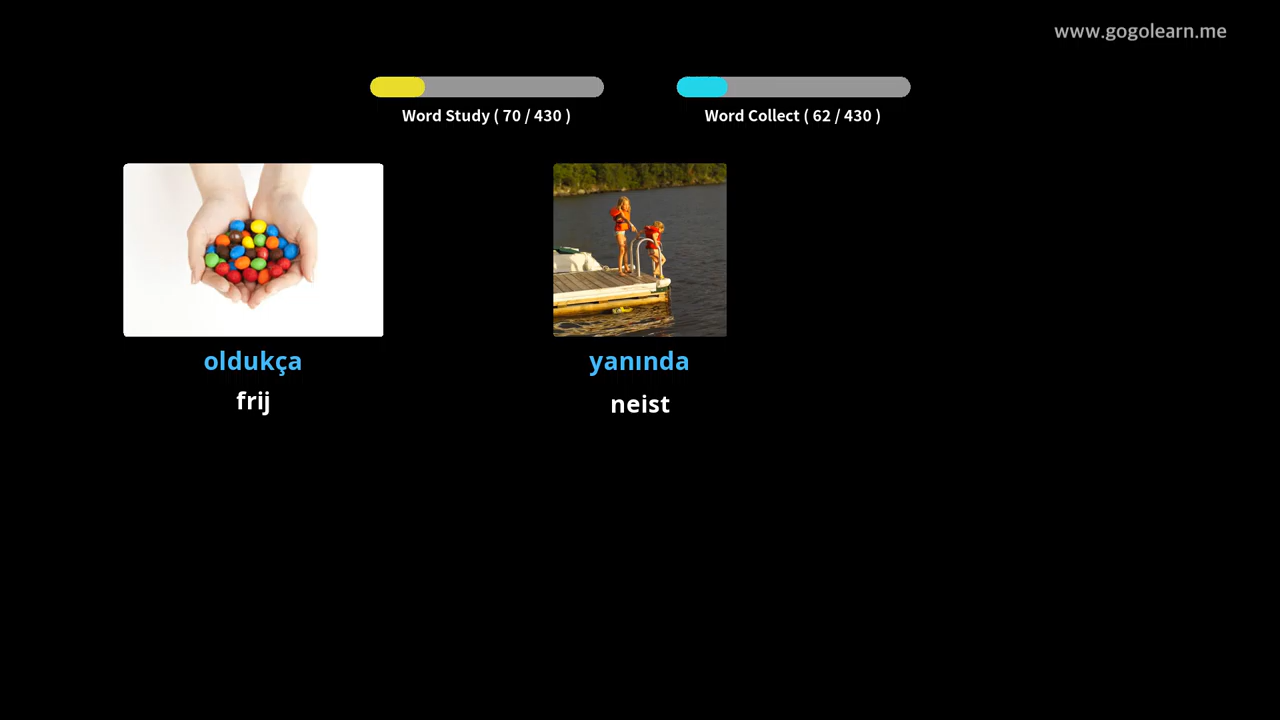 www.gogolearn.me
Word Study ( 70 / 430 )
Word Collect ( 62 / 430 )
oldukça
frij
yanında
neist